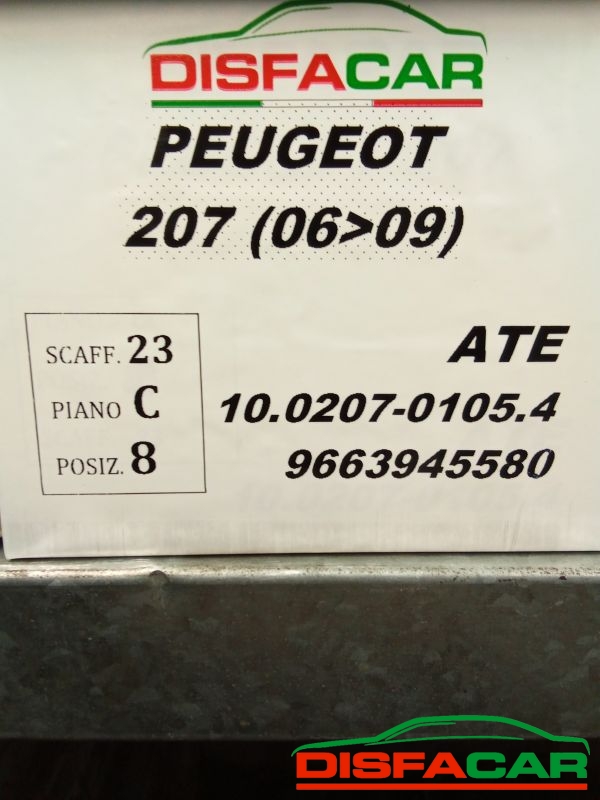 DISFACAR
PEUGEOT
207 (06>09)
SCAFF. 23
PIANO C
POSIZ. 8
ATE
10.0207-0105.4
9663945580
DISFACAR